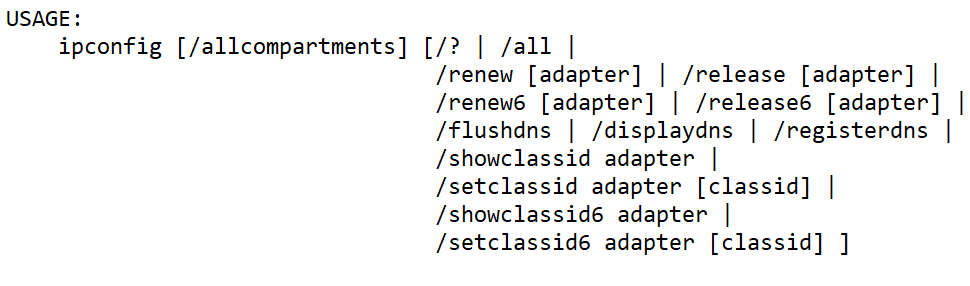 USAGE:
    ipconfig [/allcompartments] [/? | /all |
                                 /renew [adapter] | /release [adapter] |
                                 /renew6 [adapter] | /release6 [adapter] |
                                 /flushdns | /displaydns | /registerdns |
                                 /showclassid adapter |
                                 /setclassid adapter [classid] |
                                 /showclassid6 adapter |
                                 /setclassid6 adapter [classid] ]